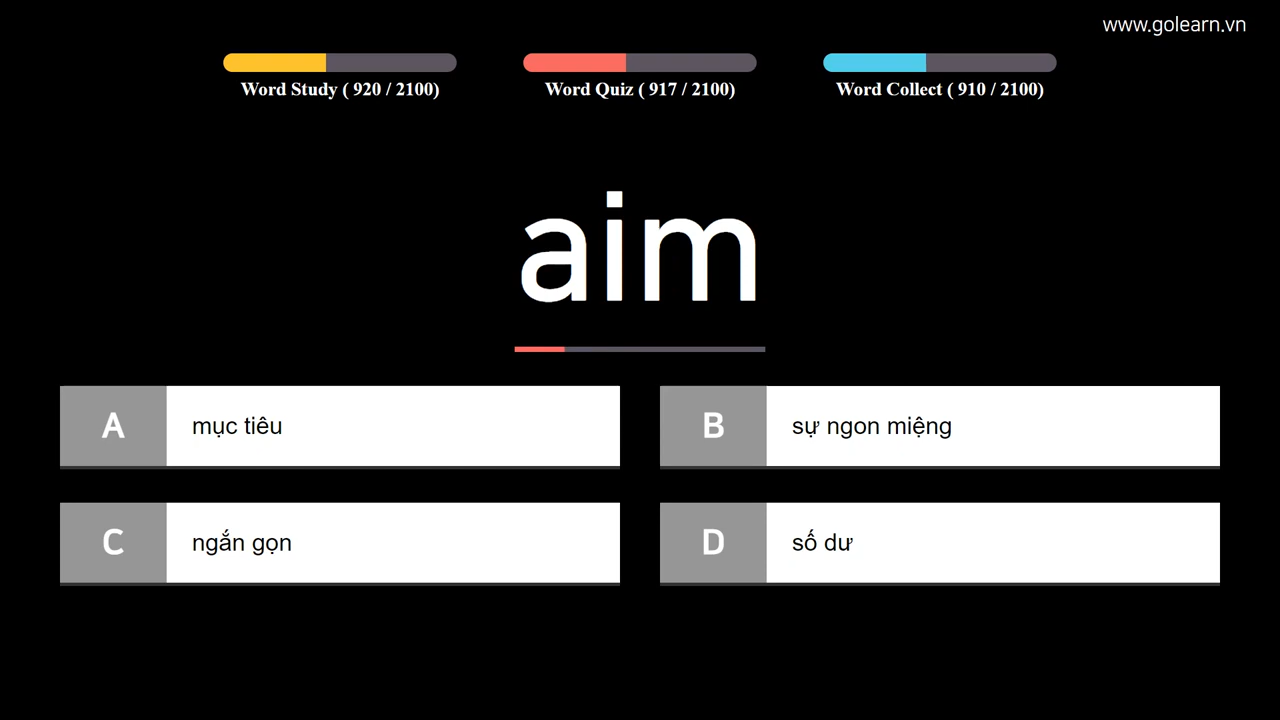 www.golearn.vn
Word Study ( 920 / 2100)
Word Quiz ( 917 / 2100)
Word Collect ( 910 / 2100)
aim
A mục tiêu
B sự ngon miệng
C ngắn gọn
D số dư